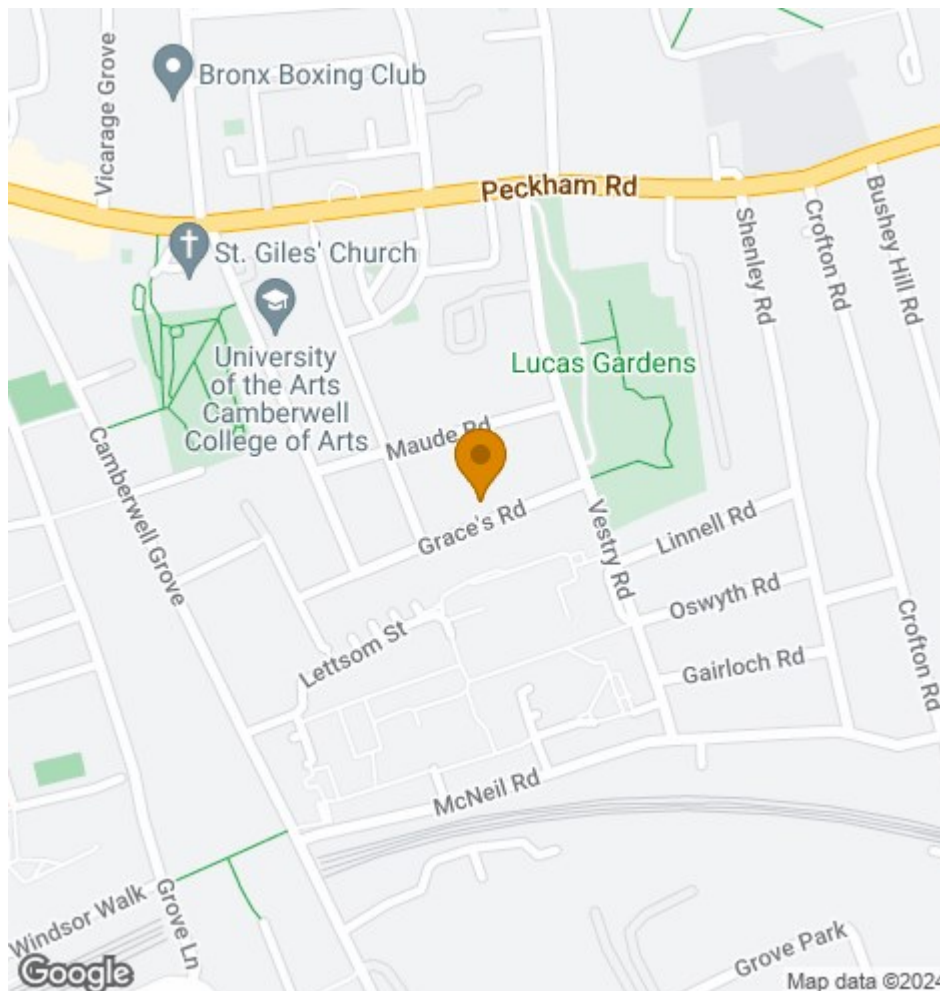 Vicarage Grove
Bronx Boxing Club
Peckham Rd
St. Giles' Church
University
of the Arts
Camberwell
College of Arts
Lucas Gardens
Shenley Rd
Crofton Rd
Bushey Hill Rd
Maude Rd
Camberwell Grove
Grace's Rd
Vestry Rd
Linnell Rd
Oswyth Rd
Lettsom St
Gairloch Rd
Crofton Rd
McNeil Rd
Windsor Walk
Grove Ln
Grove Park
Google
Map data ©2024